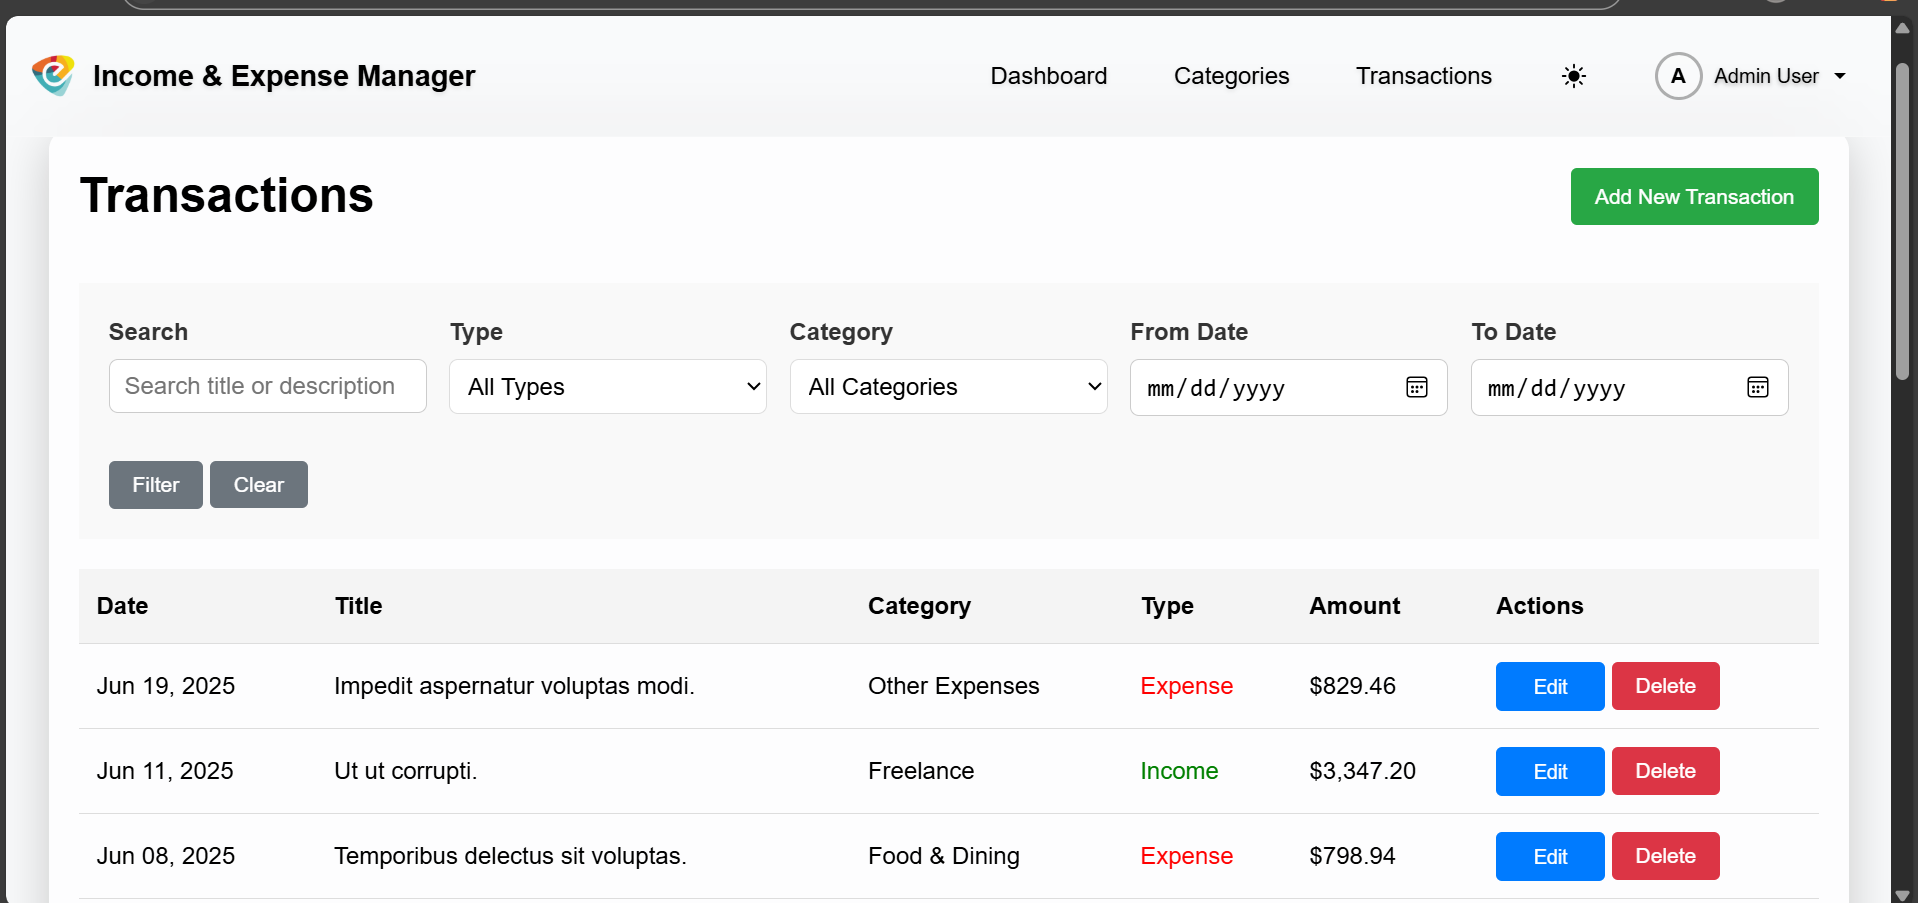 Income & Expense Manager
Dashboard Categories Transactions A Admin User
Transactions
Add New Transaction
Search Type Category From Date To Date
Search title or description All Types All Categories mm/dd/yyyy mm/dd/yyyy
Filter Clear
Date Title Category Type Amount Actions
Jun 19, 2025 Impedit aspernatur voluptas modi. Other Expenses Expense $829.46 Edit Delete
Jun 11, 2025 Ut ut corrupti. Freelance Income $3,347.20 Edit Delete
Jun 08, 2025 Temporibus delectus sit voluptas. Food & Dining Expense $798.94 Edit Delete